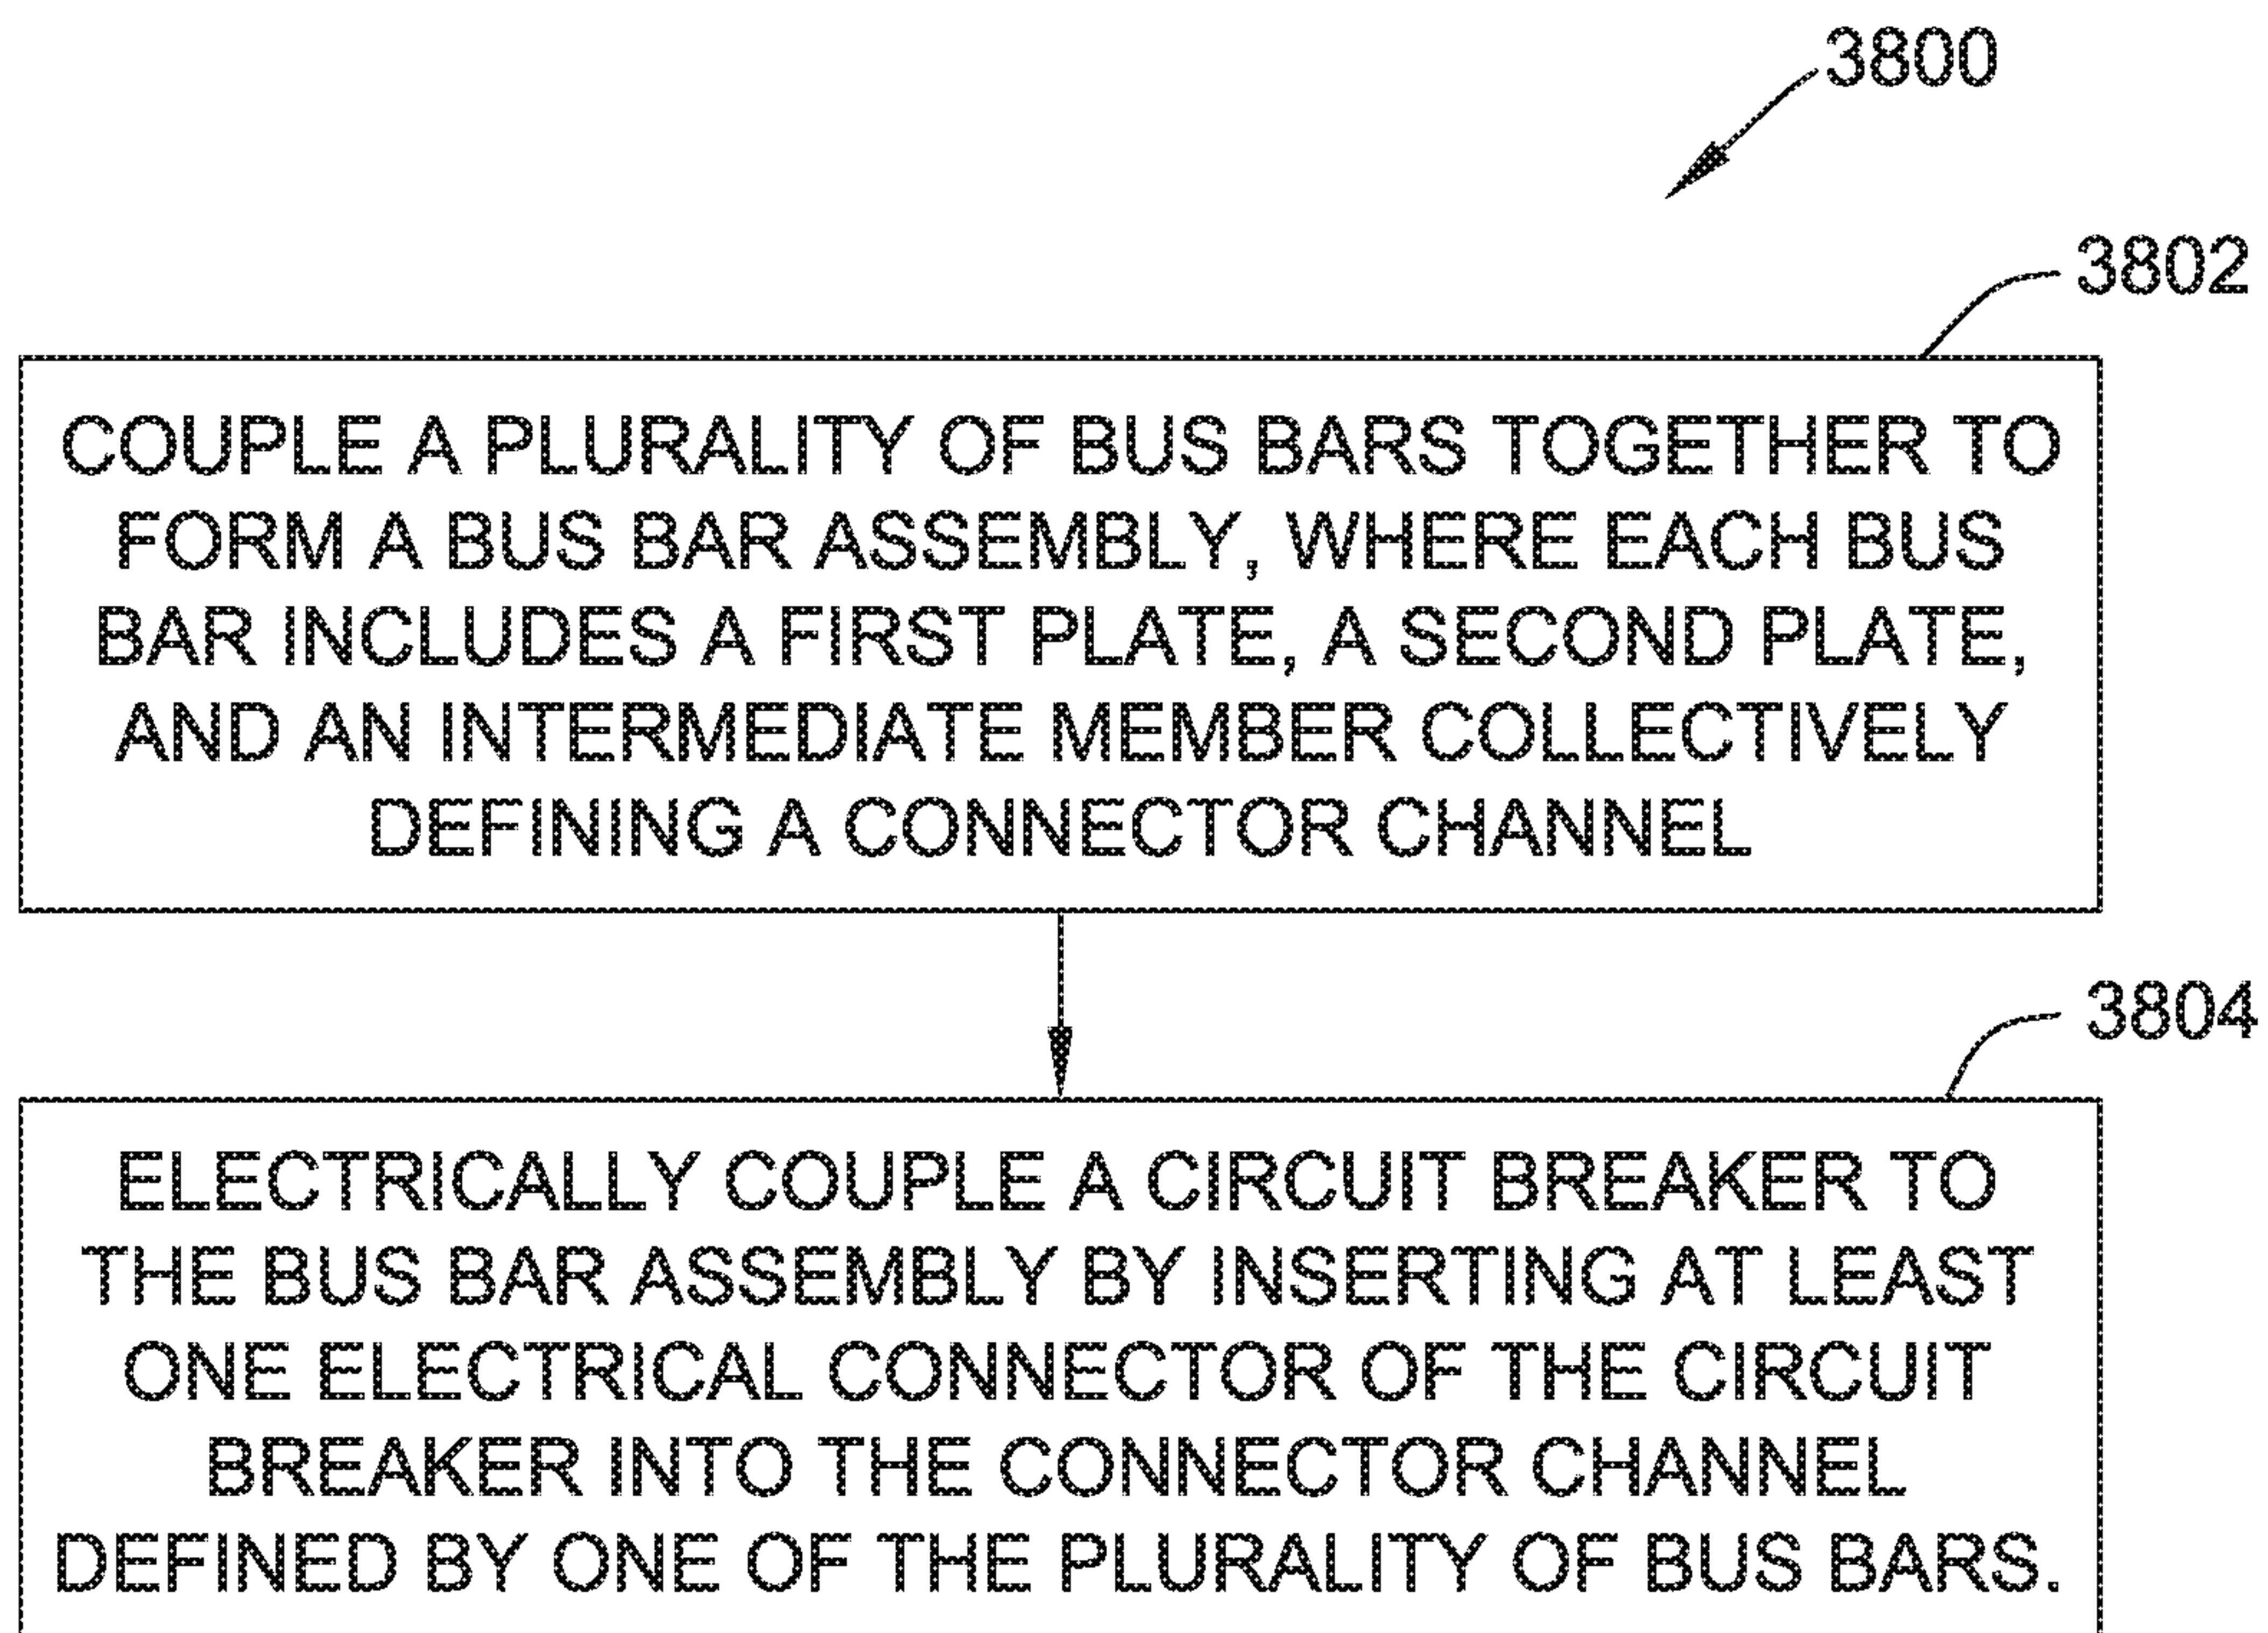 3800
3802
COUPLE A PLURALITY OF BUS BARS TOGETHER TO
FORM A BUS BAR ASSEMBLY, WHERE EACH BUS
BAR INCLUDES A FIRST PLATE, A SECOND PLATE,
AND AN INTERMEDIATE MEMBER COLLECTIVELY
DEFINING A CONNECTOR CHANNEL
3804
ELECTRICALLY COUPLE A CIRCUIT BREAKER TO
THE BUS BAR ASSEMBLY BY INSERTING AT LEAST
ONE ELECTRICAL CONNECTOR OF THE CIRCUIT
BREAKER INTO THE CONNECTOR CHANNEL
DEFINED BY ONE OF THE PLURALITY OF BUS BARS.